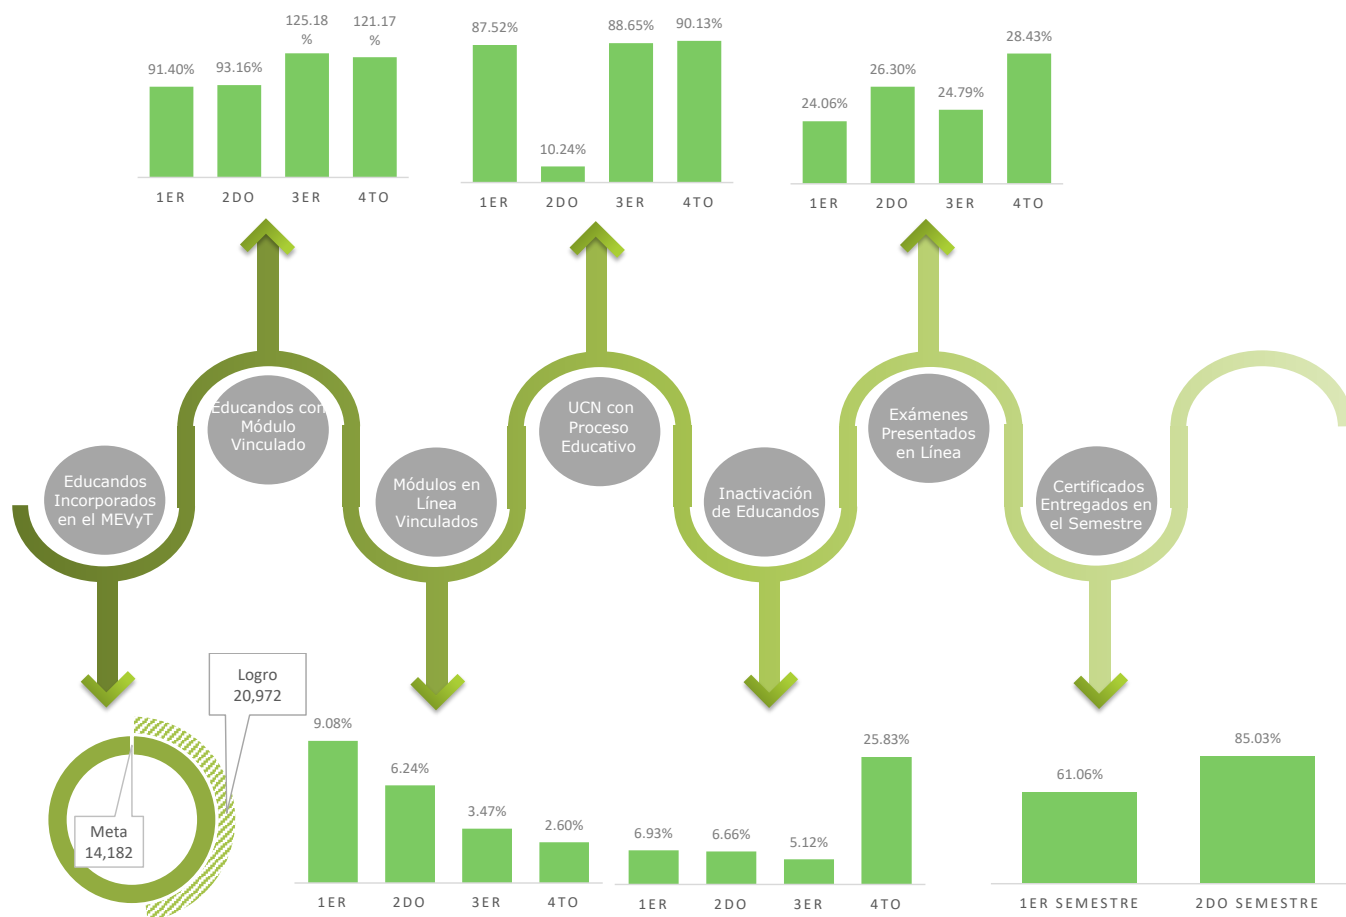 125.18
%
121.17
%
91.40%
93.16%
1ER
2DO
3ER
4TO
87.52%
10.24%
88.65%
90.13%
1ER
2DO
3ER
4TO
24.06%
26.30%
24.79%
28.43%
1ER
2DO
3ER
4TO
Educandos
Incorporados
en el MEVyT
Educandos con
Módulo
Vinculado
Módulos en
Línea
Vinculados
UCN con
Proceso
Educativo
Inactivación
de Educandos
Exámenes
Presentados
en Línea
Certificados
Entregados en
el Semestre
Logro
20,972
Meta
14,182
9.08%
6.24%
3.47%
2.60%
1ER
2DO
3ER
4TO
6.93%
6.66%
5.12%
25.83%
1ER
2DO
3ER
4TO
61.06%
85.03%
1ER SEMESTRE
2DO SEMESTRE